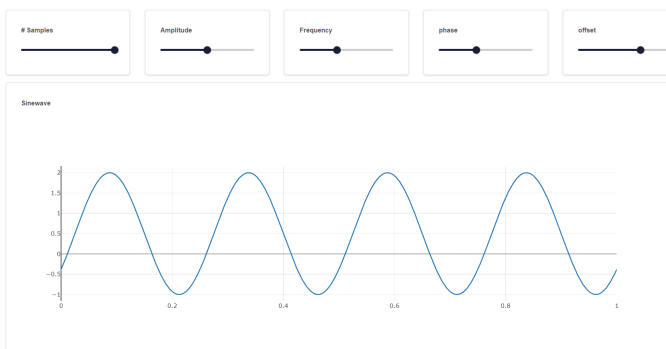 # Samples
Amplitude
Frequency
phase
offset
Sinewave
2
1.5
1
0.5
0
−0.5
−1
0
0.2
0.4
0.6
0.8
1